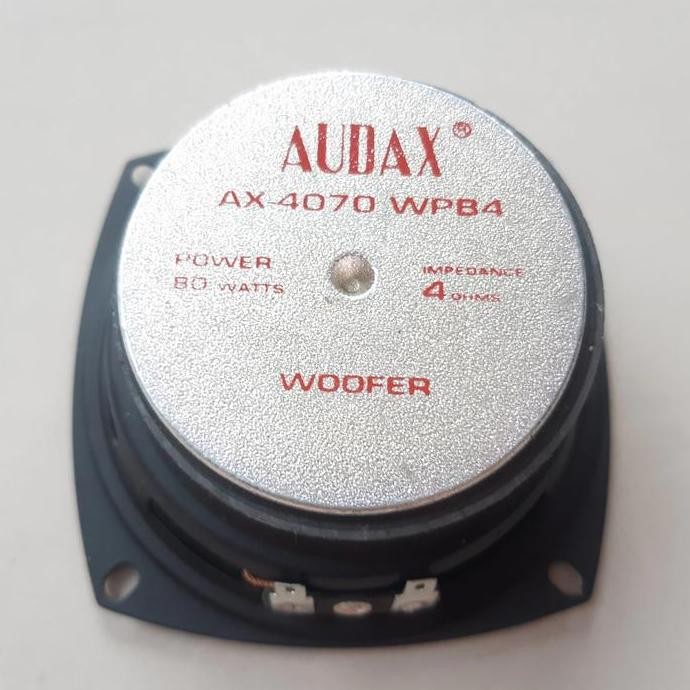 AUDAX®
AX-4070 WPB4
POWER
80 WATTS
IMPEDANCE
4 OHMS
WOOFER